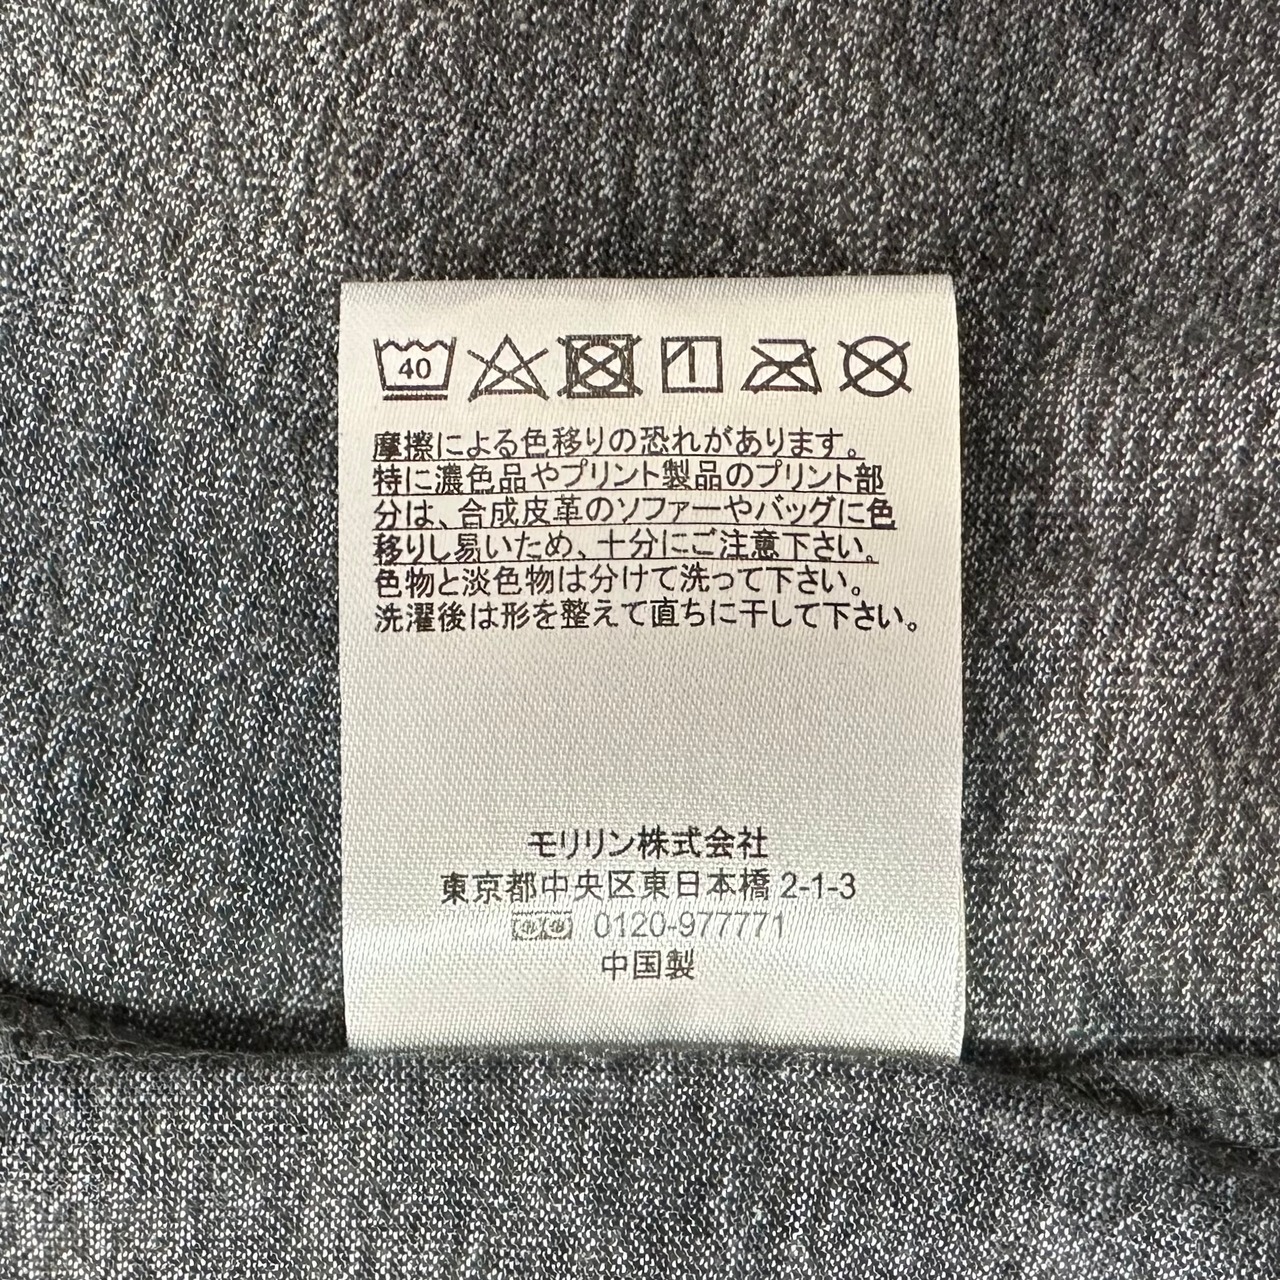 40
摩擦による色移りの恐れがあります。
特に濃色品やプリント製品のプリント部
分は、合成皮革のソファーやバッグに色
移りし易いため、十分にご注意下さい。
色物と淡色物は分けて洗って下さい。
洗濯後は形を整えて直ちに干して下さい。
モリリン株式会社
東京都中央区東日本橋 2-1-3
0120-977771
中国製